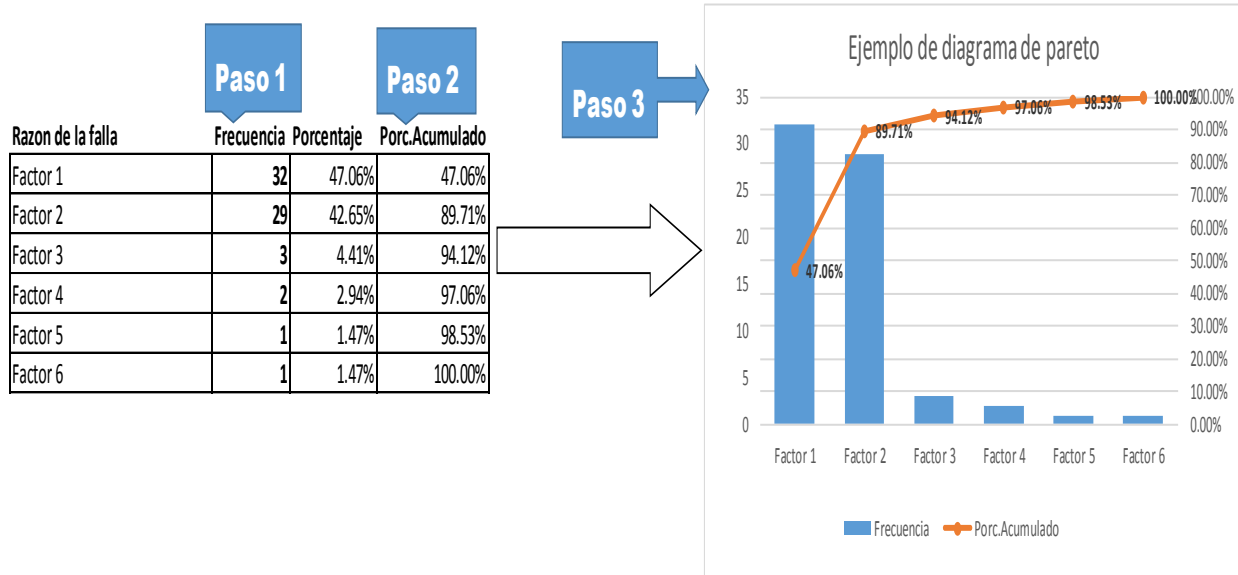 Paso 1
Paso 2
Paso 3
Razon de la falla Frecuencia Porcentaje Porc.Acumulado
Factor 1 32 47.06% 47.06%
Factor 2 29 42.65% 89.71%
Factor 3 3 4.41% 94.12%
Factor 4 2 2.94% 97.06%
Factor 5 1 1.47% 98.53%
Factor 6 1 1.47% 100.00%
Ejemplo de diagrama de pareto
35
30
25
20
15
10
5
0
47.06%
89.71%
94.12%
97.06%
98.53%
100.00%
100.00%
90.00%
80.00%
70.00%
60.00%
50.00%
40.00%
30.00%
20.00%
10.00%
0.00%
Factor 1 Factor 2 Factor 3 Factor 4 Factor 5 Factor 6
Frecuencia Porc.Acumulado